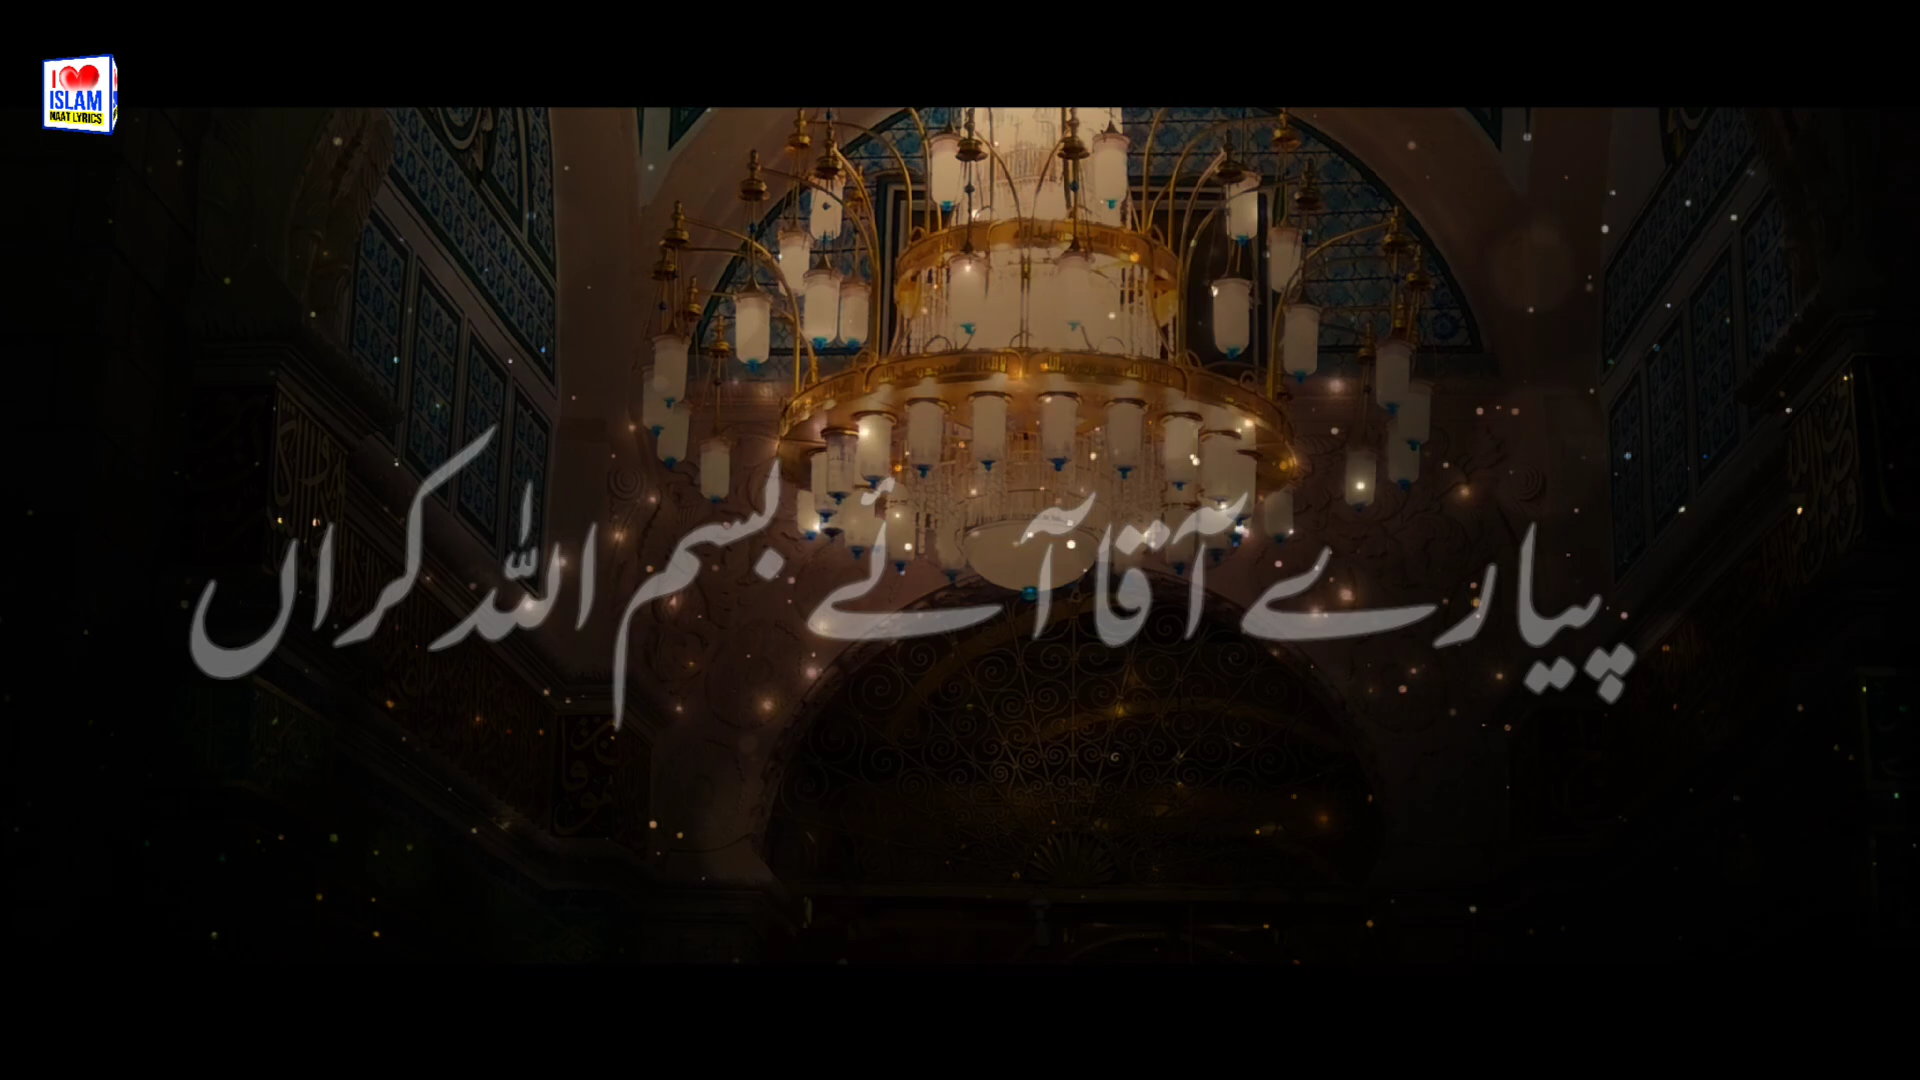 I ❤ ISLAM
NAAT LYRICS
پیارے آقا آئے بسم اللہ کراں